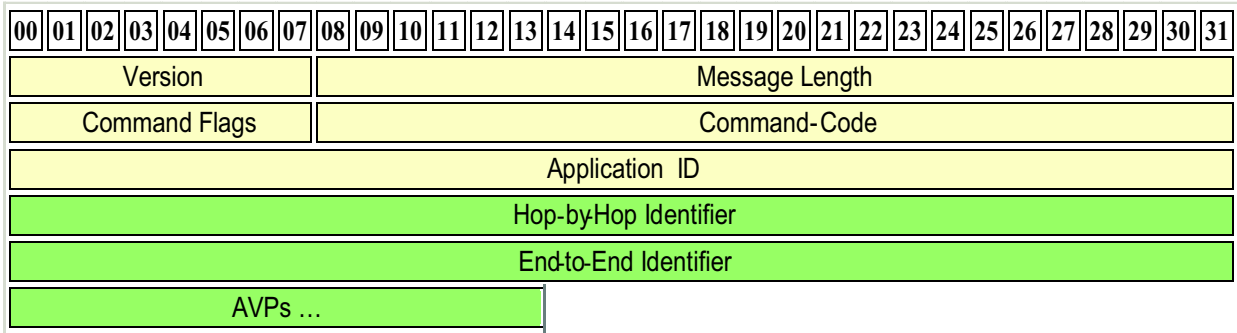 00 01 02 03 04 05 06 07 08 09 10 11 12 13 14 15 16 17 18 19 20 21 22 23 24 25 26 27 28 29 30 31
Version Message Length
Command Flags Command-Code
Application ID
Hop-by-Hop Identifier
End-to-End Identifier
AVPs …